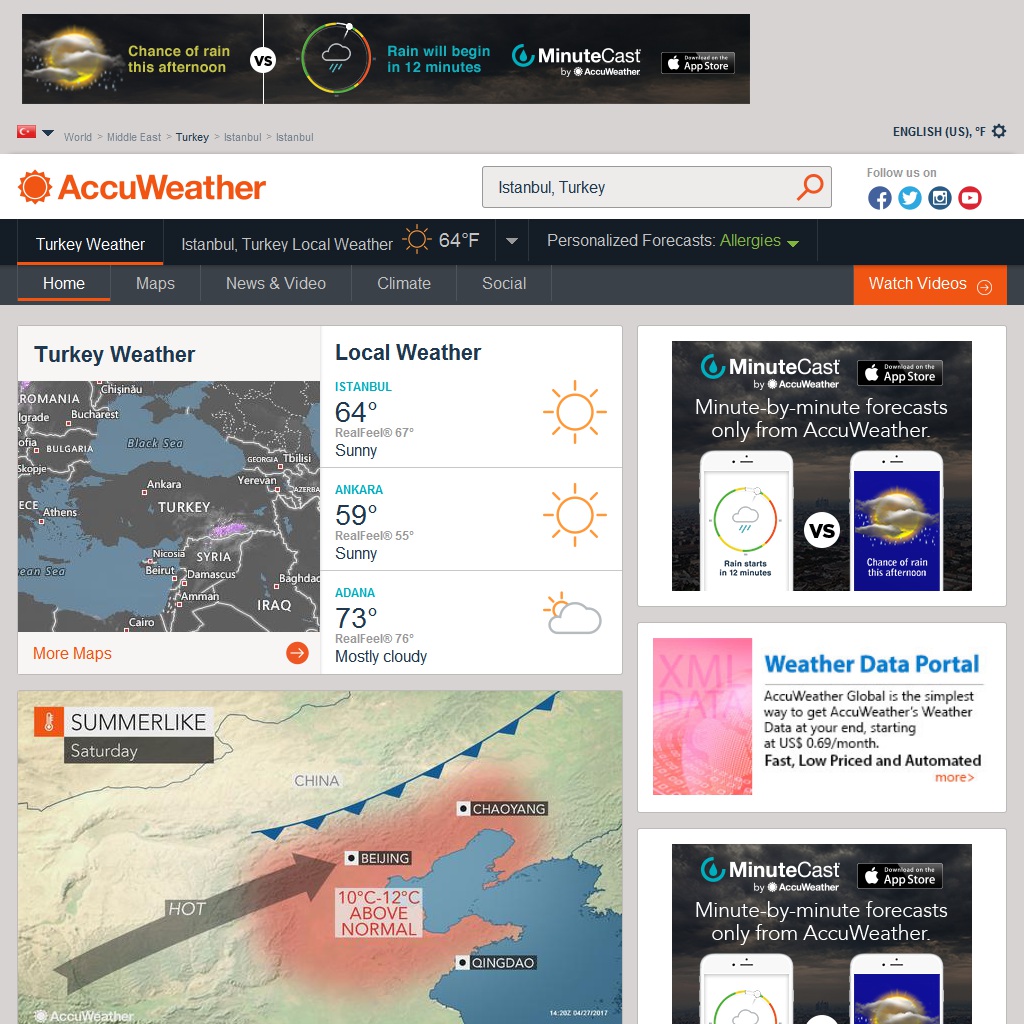 Chance of rain
this afternoon
vs
Rain will begin
in 12 minutes
MinuteCast
by AccuWeather
Download on the
App Store
World > Middle East > Turkey > Istanbul > Istanbul
ENGLISH (US), °F
AccuWeather
Istanbul, Turkey
Follow us on
Turkey Weather
Istanbul, Turkey Local Weather 64°F
Personalized Forecasts: Allergies
Home
Maps
News & Video
Climate
Social
Watch Videos
Turkey Weather
Chişinău
ROMANIA
lgrade
Bucharest
Black Sea
ofia
BULGARIA
GEORGIA
Tbilisi
Skopje
Yerevan
AZERBA
Ankara
ECE
TURKEY
Athens
Nicosia
SYRIA
ean Sea
Beirut
Damascus
Baghdad
Amman
IRAQ
Cairo
More Maps
Local Weather
ISTANBUL
64°
RealFeel® 67°
Sunny
ANKARA
59°
RealFeel® 55°
Sunny
ADANA
73°
RealFeel® 76°
Mostly cloudy
MinuteCast
by AccuWeather
Download on the
App Store
Minute-by-minute forecasts
only from AccuWeather.
vs
Rain starts
in 12 minutes
Chance of rain
this afternoon
XML
DATA
Weather Data Portal
AccuWeather Global is the simplest
way to get AccuWeather's Weather
Data at your end, starting
at US$ 0.69/month.
Fast, Low Priced and Automated
more>
SUMMERLIKE
Saturday
CHINA
CHAOYANG
BEIJING
HOT
10°C-12°C
ABOVE
NORMAL
QINGDAO
AccuWeather
14:20Z 04/27/2017
MinuteCast
by AccuWeather
Download on the
App Store
Minute-by-minute forecasts
only from AccuWeather.